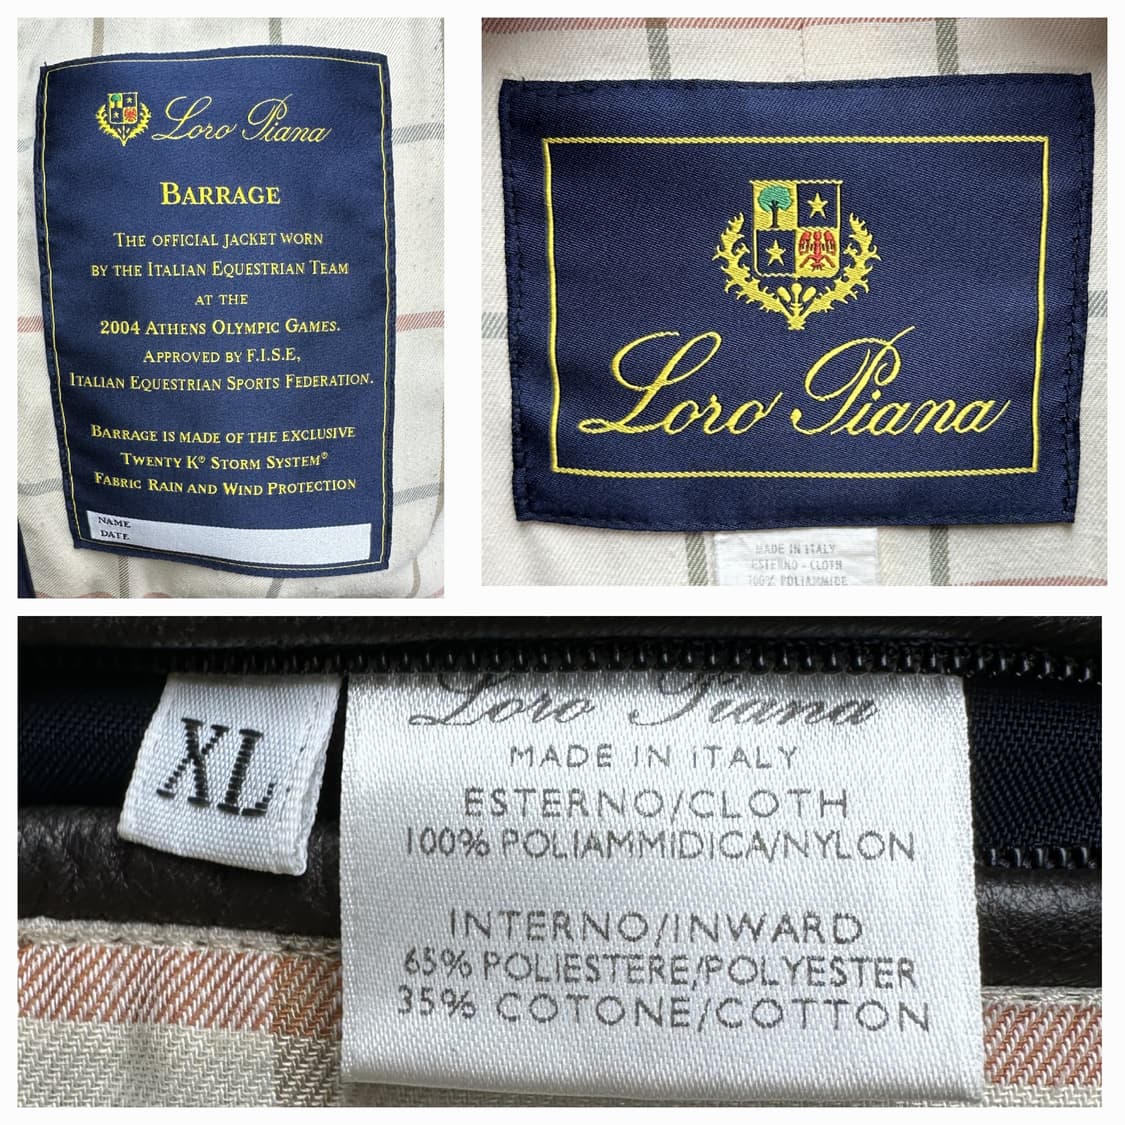 Loro Piana
BARRAGE
THE OFFICIAL JACKET WORN
BY THE ITALIAN EQUESTRIAN TEAM
AT THE
2004 ATHENS OLYMPIC GAMES.
APPROVED BY F.I.S.E,
ITALIAN EQUESTRIAN SPORTS FEDERATION.
BARRAGE IS MADE OF THE EXCLUSIVE
TWENTY K® STORM SYSTEM®
FABRIC RAIN AND WIND PROTECTION
NAME
DATE
Loro Piana
MADE IN ITALY
ESTERNO - CLOTH
100% POLIAMMIDE
XL
Loro Piana
MADE IN ITALY
ESTERNO/CLOTH
100% POLIAMMIDICA/NYLON
INTERNO/INWARD
65% POLIESTERE/POLYESTER
35% COTONE/COTTON